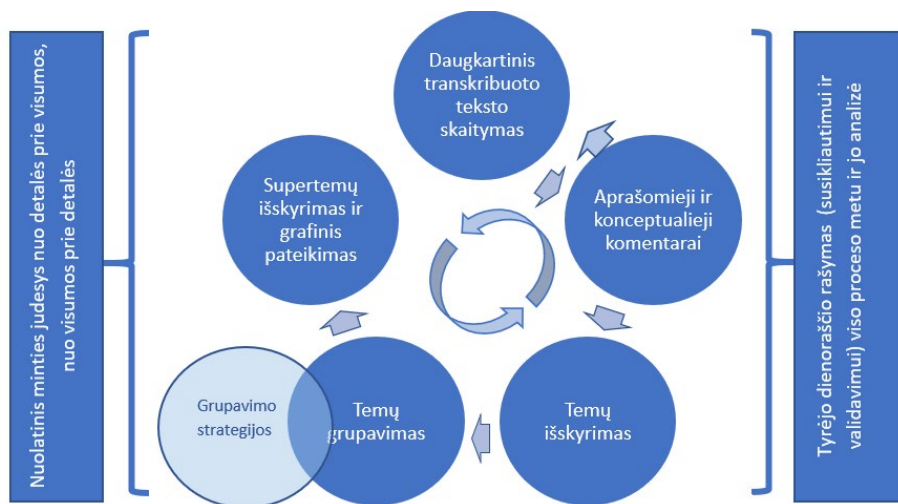 Nuolatinis minties judesys nuo detalės prie visumos,
nuo visumos prie detalės
Daugkartinis
transkribuoto
teksto
skaitymas
Aprašomieji ir
konceptualieji
komentarai
Temų
išskyrimas
Temų
grupavimas
Grupavimo
strategijos
Supertemų
išskyrimas ir
grafinis
pateikimas
Tyrėjo dienoraščio rašymas (susikliautimui ir
validavimui) viso proceso metu ir jo analizė